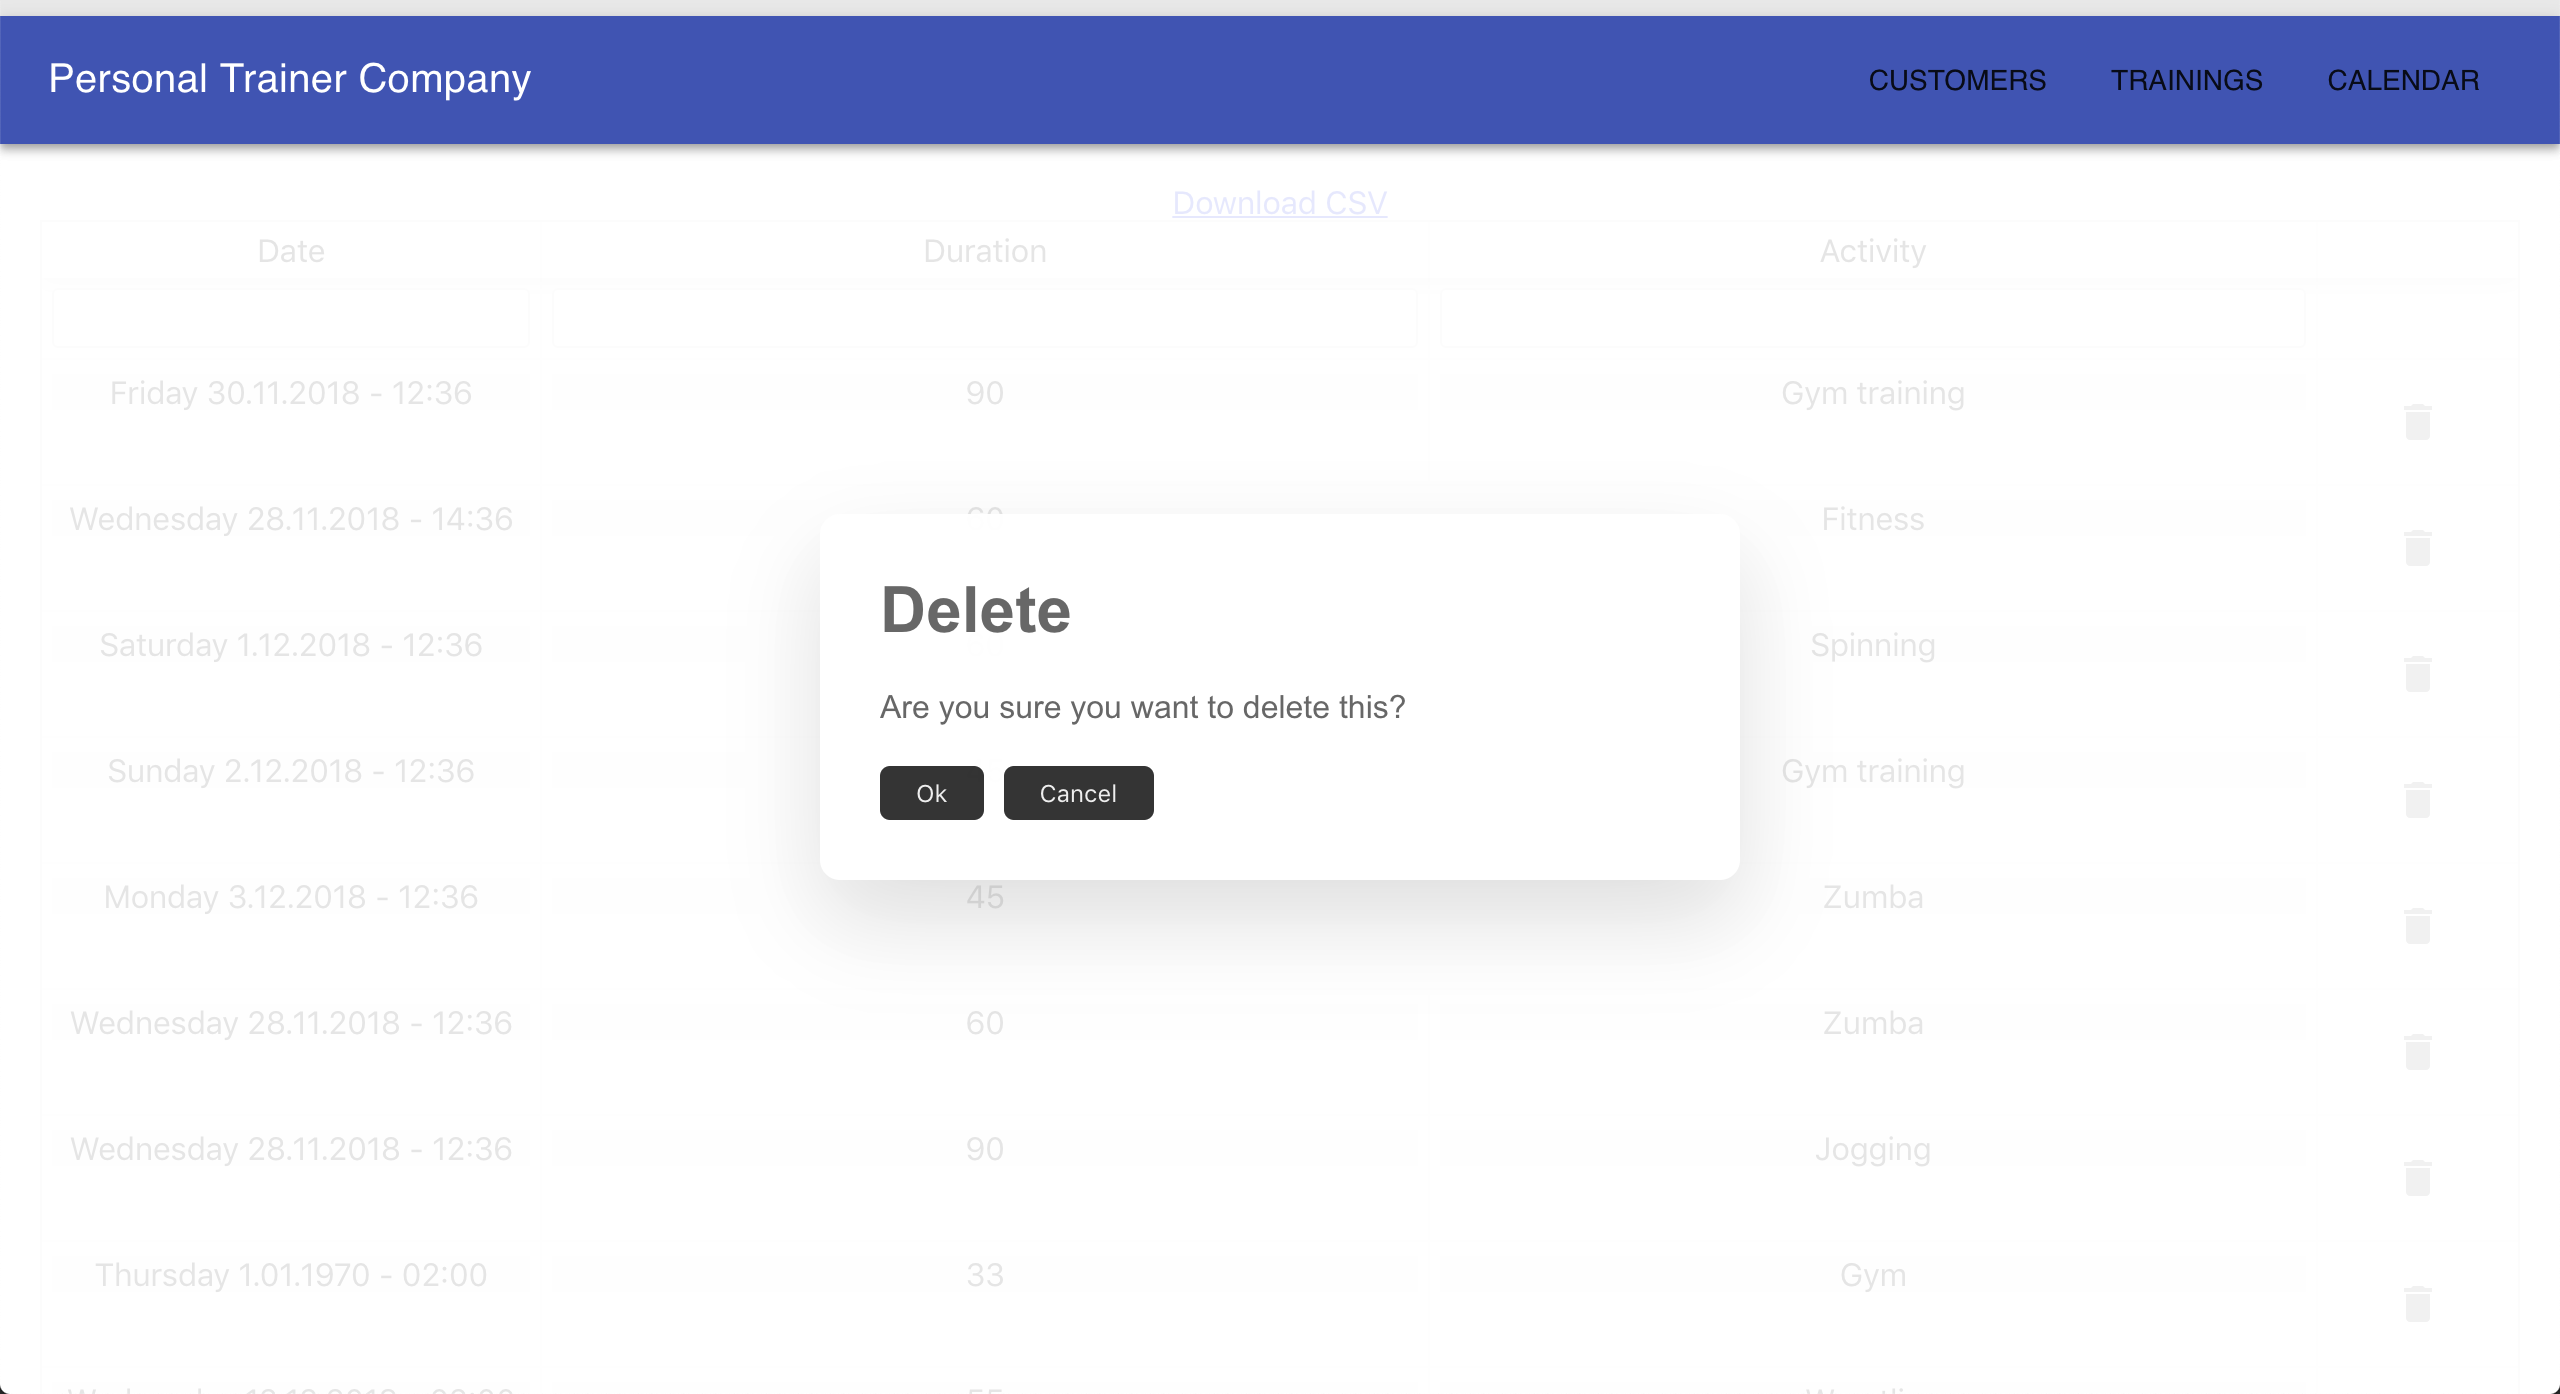 Personal Trainer Company
CUSTOMERS TRAININGS CALENDAR
Download CSV
Date Duration Activity
Friday 30.11.2018 - 12:36 90 Gym training
Wednesday 28.11.2018 - 14:36 Fitness
Saturday 1.12.2018 - 12:36 Spinning
Sunday 2.12.2018 - 12:36 Gym training
Delete
Are you sure you want to delete this?
Ok Cancel
Monday 3.12.2018 - 12:36 45 Zumba
Wednesday 28.11.2018 - 12:36 60 Zumba
Wednesday 28.11.2018 - 12:36 90 Jogging
Thursday 1.01.1970 - 02:00 33 Gym